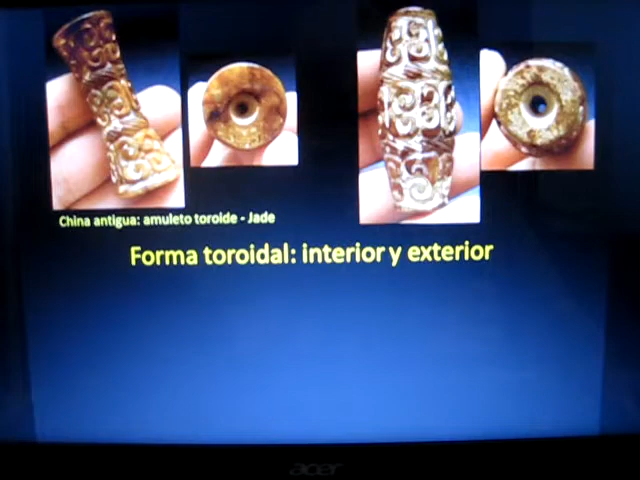 China antigua: amuleto toroide - Jade
Forma toroidal: interior y exterior
acer